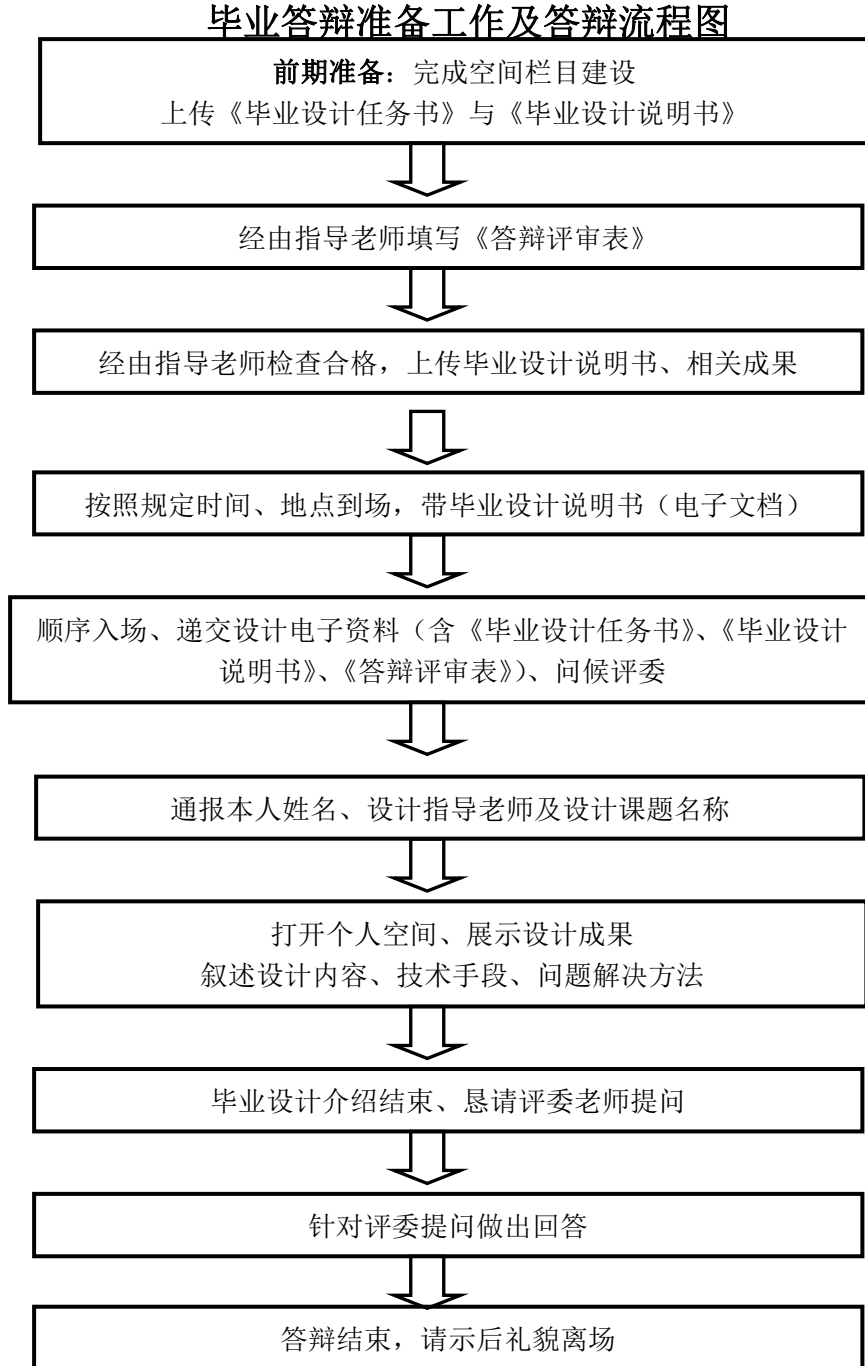 毕业答辩准备工作及答辩流程图
前期准备：完成空间栏目建设
上传《毕业设计任务书》与《毕业设计说明书》
经由指导老师填写《答辩评审表》
经由指导老师检查合格，上传毕业设计说明书、相关成果
按照规定时间、地点到场，带毕业设计说明书（电子文档）
顺序入场、递交设计电子资料（含《毕业设计任务书》、《毕业设计
说明书》、《答辩评审表》）、问候评委
通报本人姓名、设计指导老师及设计课题名称
打开个人空间、展示设计成果
叙述设计内容、技术手段、问题解决方法
毕业设计介绍结束、恳请评委老师提问
针对评委提问做出回答
答辩结束，请示后礼貌离场